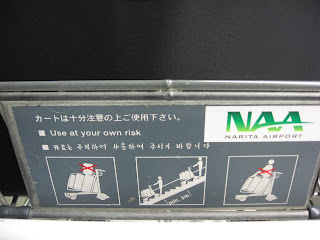 カートは十分注意の上ご使用下さい。
■ Use at your own risk
■ 카트는 주의하여 사용하여 주시기 바랍니다
NAA
NARITA AIRPORT
min. 2m